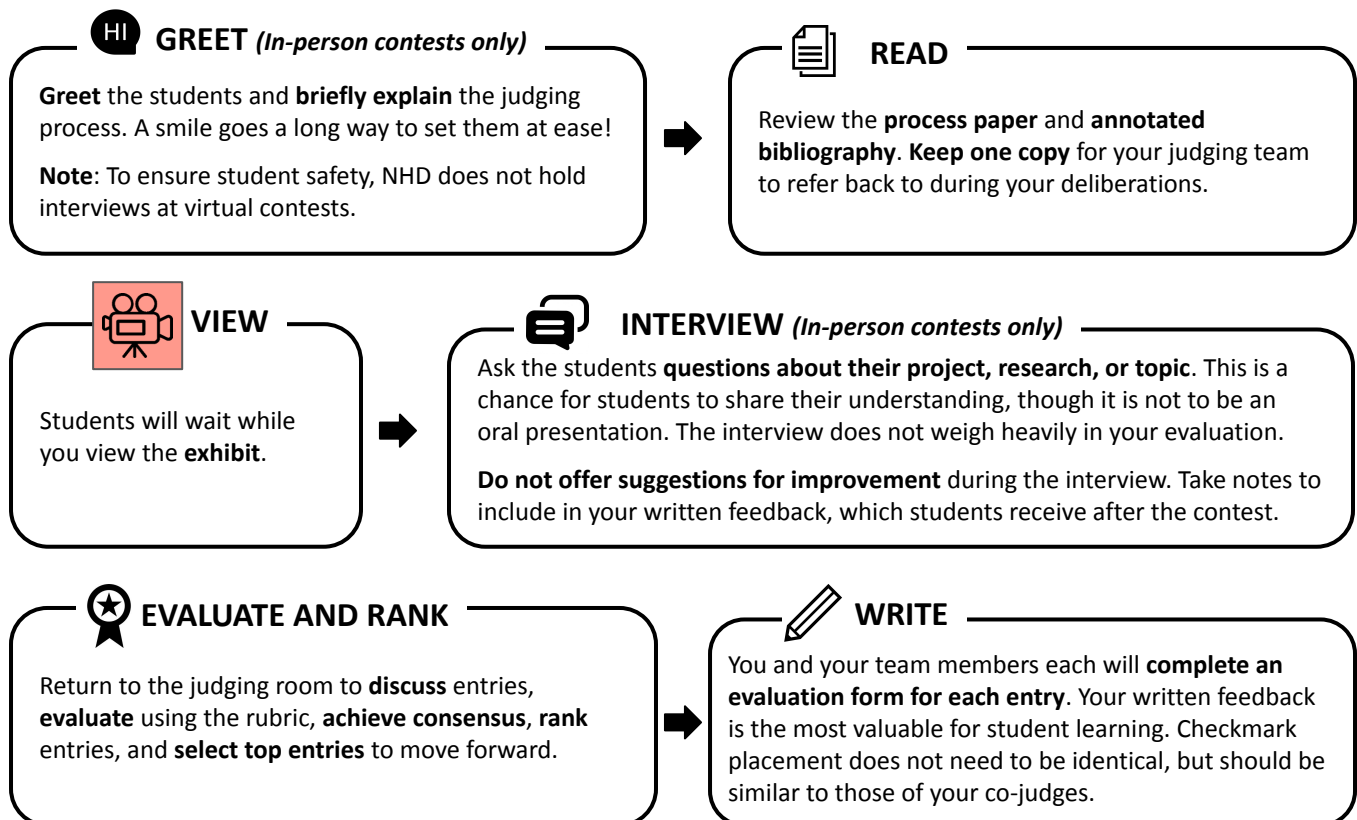 HI
GREET (In-person contests only)
Greet the students and briefly explain the judging
process. A smile goes a long way to set them at ease!
Note: To ensure student safety, NHD does not hold
interviews at virtual contests.
READ
Review the process paper and annotated
bibliography. Keep one copy for your judging team
to refer back to during your deliberations.
VIEW
Students will wait while
you view the exhibit.
INTERVIEW (In-person contests only)
Ask the students questions about their project, research, or topic. This is a
chance for students to share their understanding, though it is not to be an
oral presentation. The interview does not weigh heavily in your evaluation.
Do not offer suggestions for improvement during the interview. Take notes to
include in your written feedback, which students receive after the contest.
EVALUATE AND RANK
Return to the judging room to discuss entries,
evaluate using the rubric, achieve consensus, rank
entries, and select top entries to move forward.
WRITE
You and your team members each will complete an
evaluation form for each entry. Your written feedback
is the most valuable for student learning. Checkmark
placement does not need to be identical, but should be
similar to those of your co-judges.